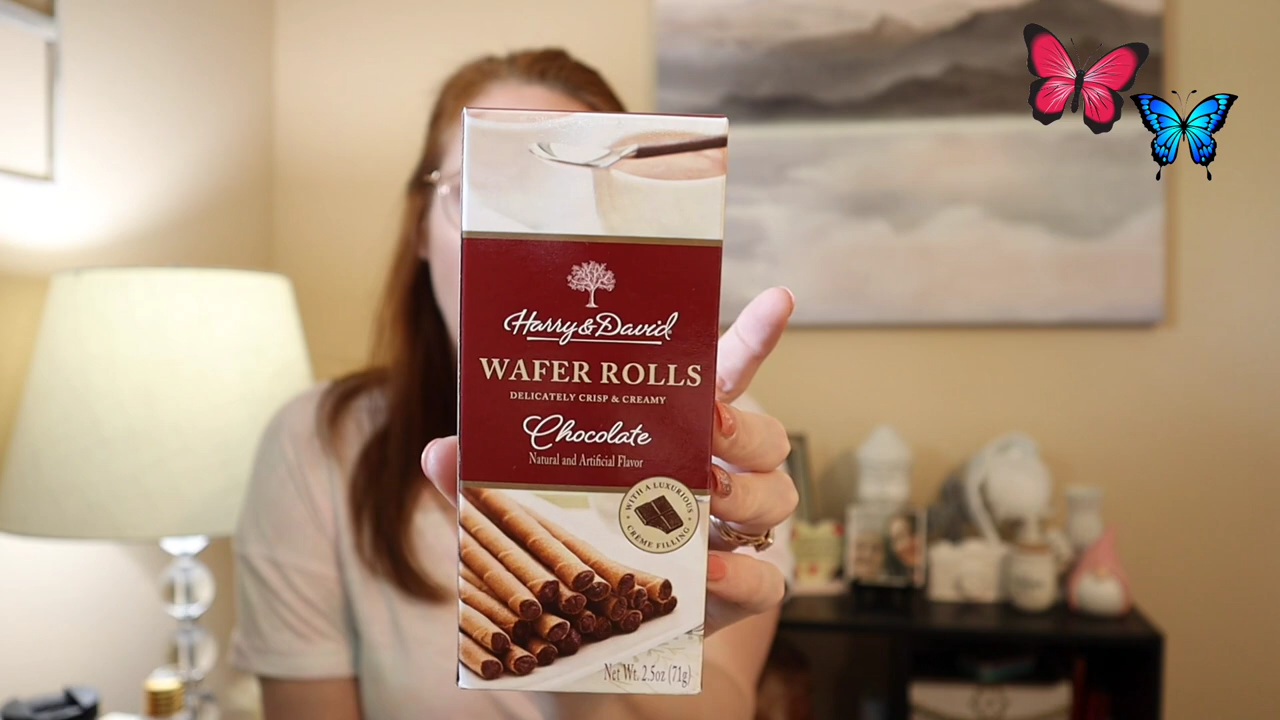 Harry & David
WAFER ROLLS
DELICATELY CRISP & CREAMY
Chocolate
Natural and Artificial Flavor
WITH A LUXURIOUS
CRÈME FILLING
Net Wt. 2.5oz (71g)